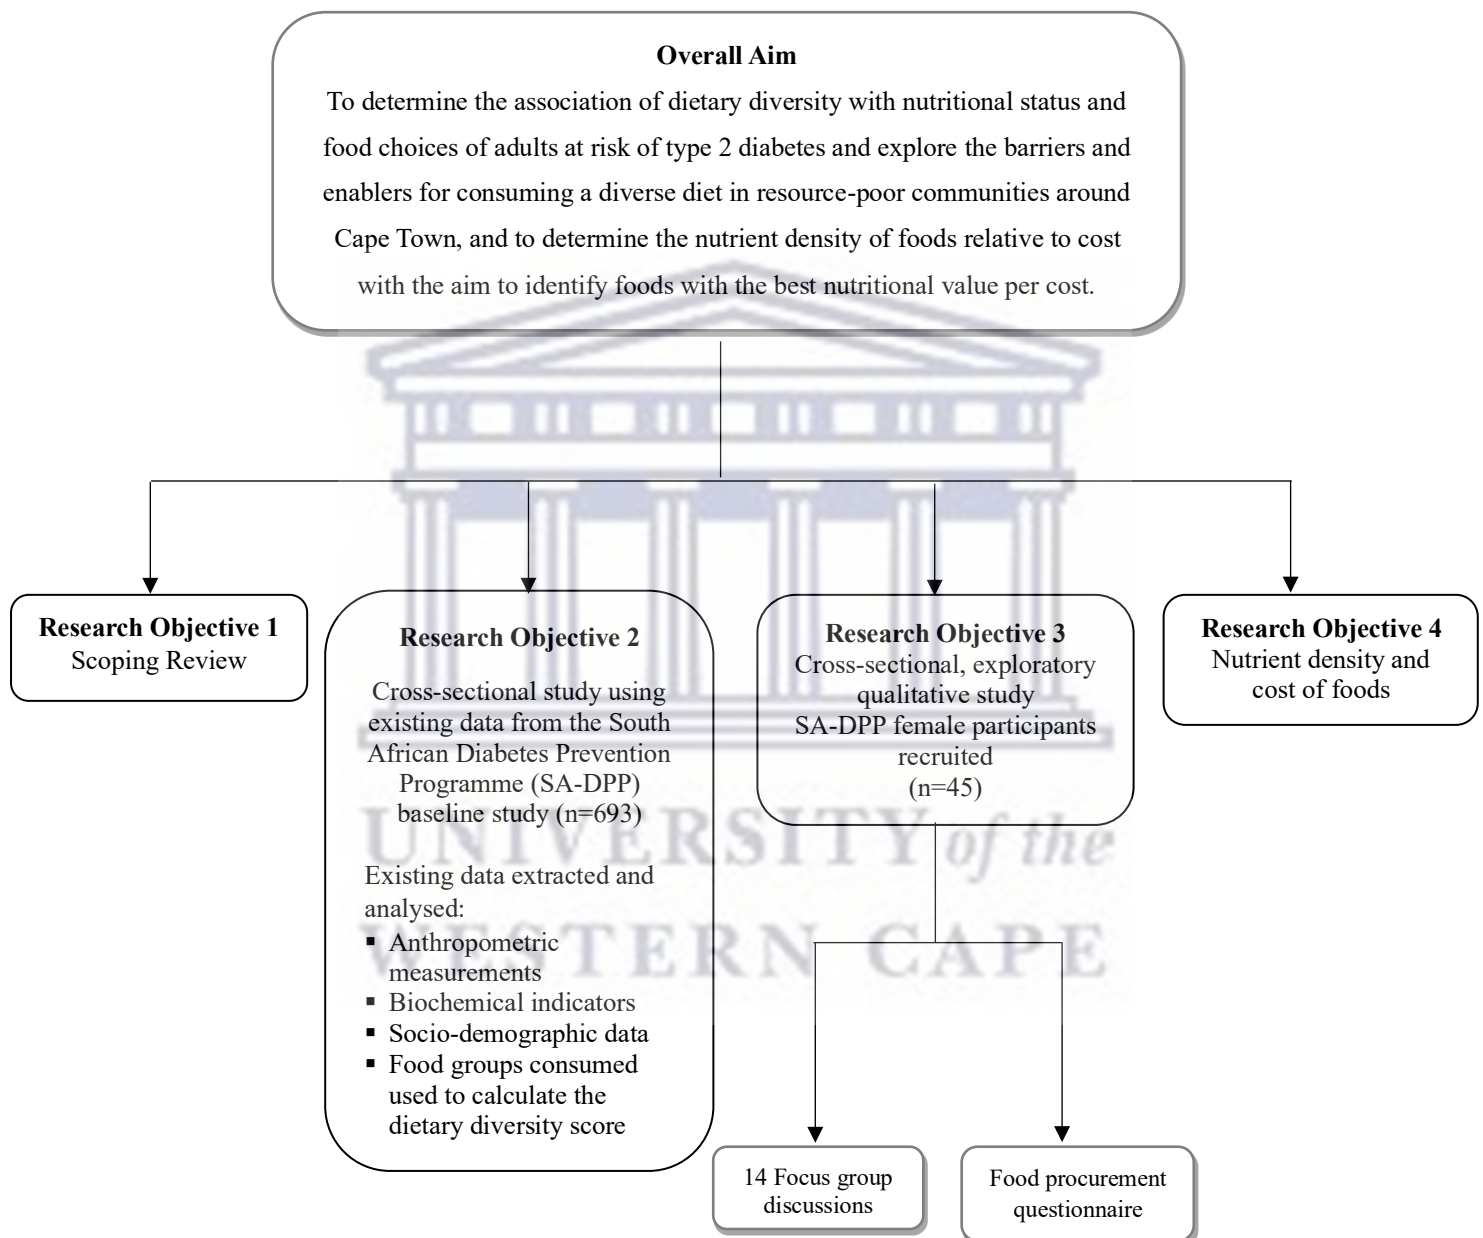 Overall Aim
To determine the association of dietary diversity with nutritional status and
food choices of adults at risk of type 2 diabetes and explore the barriers and
enablers for consuming a diverse diet in resource-poor communities around
Cape Town, and to determine the nutrient density of foods relative to cost
with the aim to identify foods with the best nutritional value per cost.
Research Objective 1
Scoping Review
Research Objective 2
Cross-sectional study using
existing data from the South
African Diabetes Prevention
Programme (SA-DPP)
baseline study (n=693)
Existing data extracted and
analysed:
▪ Anthropometric
measurements
▪ Biochemical indicators
▪ Socio-demographic data
▪ Food groups consumed
used to calculate the
dietary diversity score
Research Objective 3
Cross-sectional, exploratory
qualitative study
SA-DPP female participants
recruited
(n=45)
Research Objective 4
Nutrient density and
cost of foods
14 Focus group
discussions
Food procurement
questionnaire
UNIVERSITY of the
WESTERN CAPE